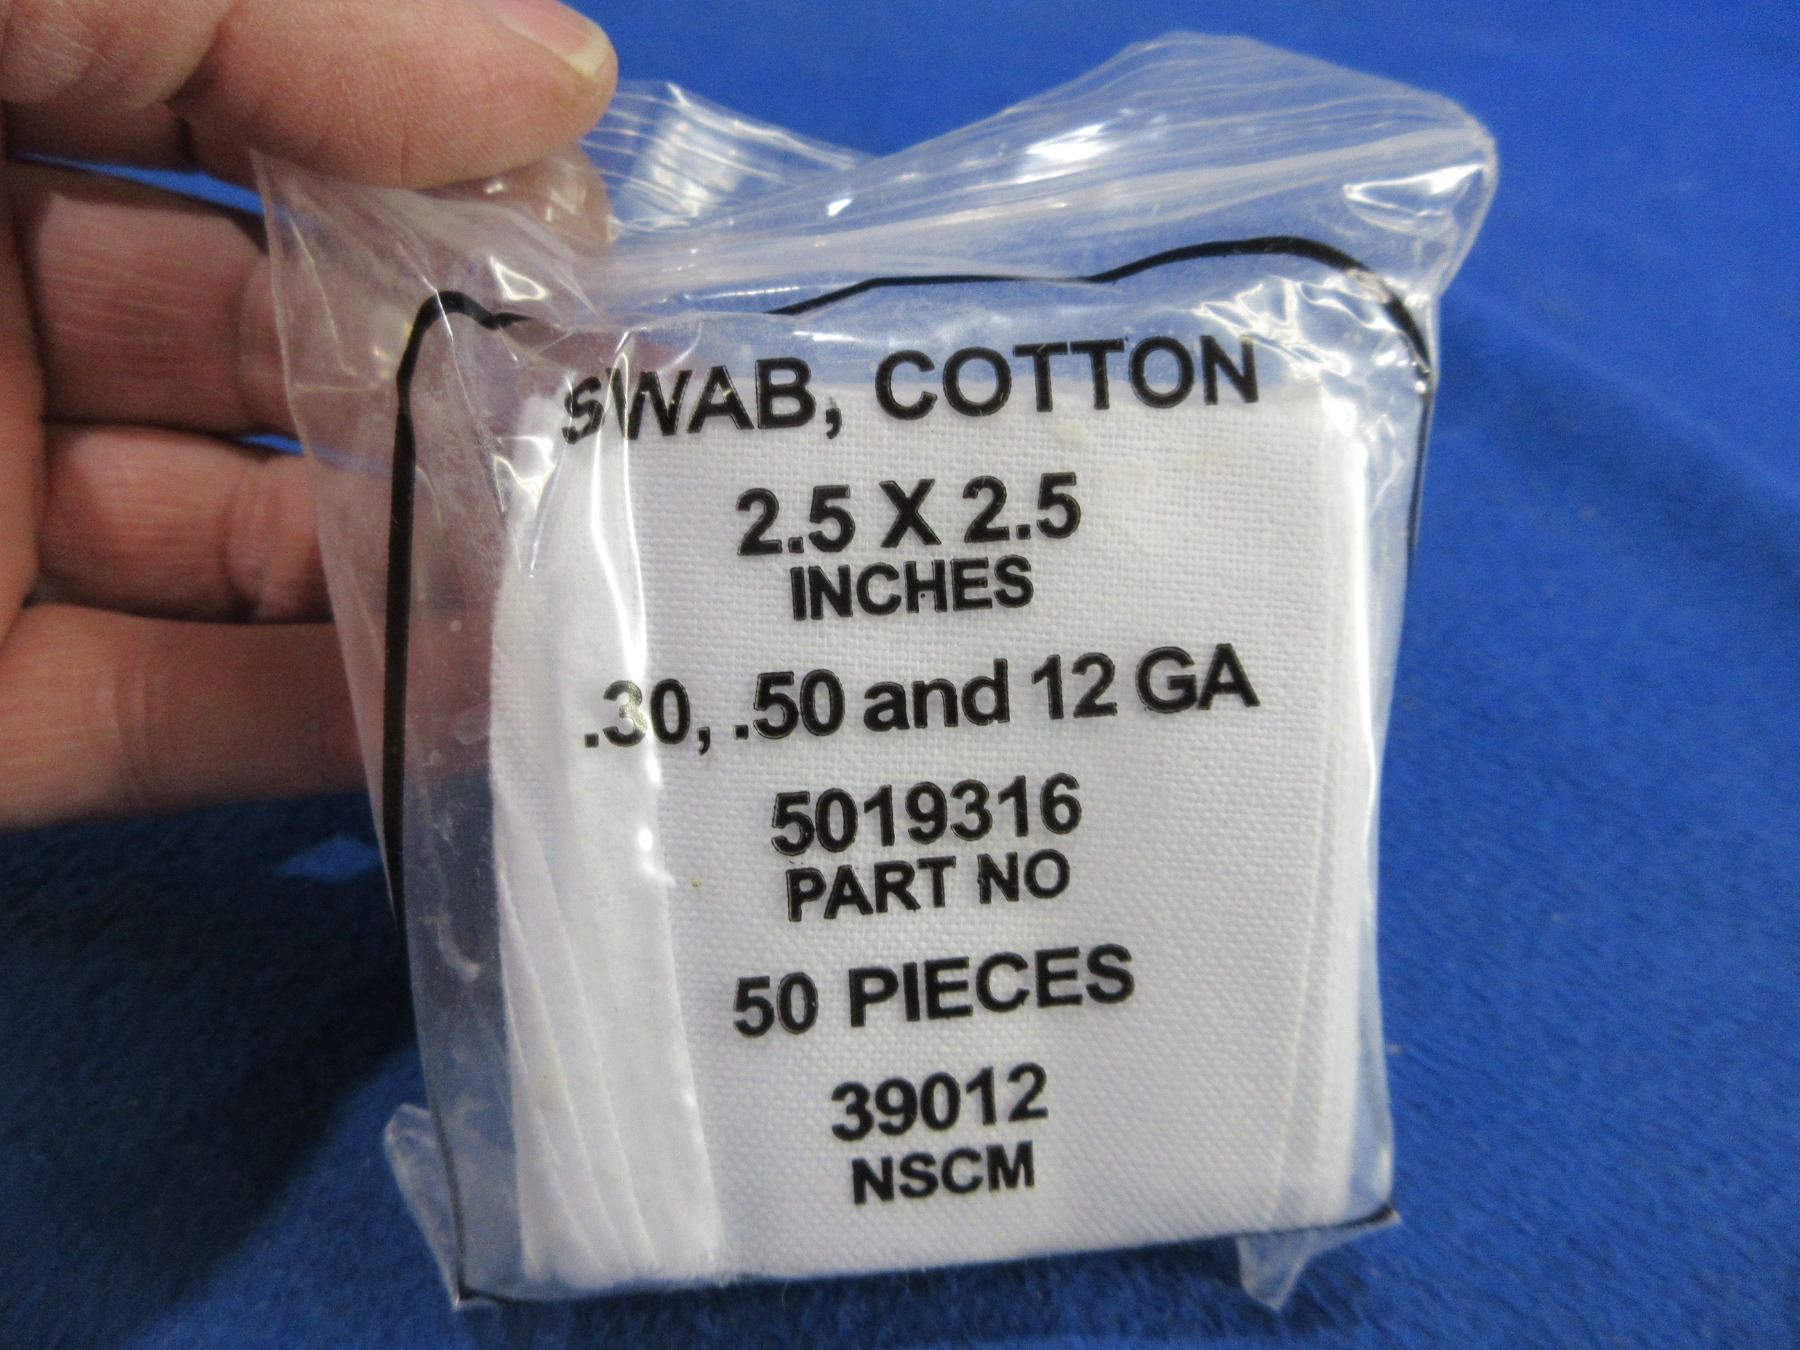 SWAB, COTTON
2.5 X 2.5
INCHES
.30, .50 and 12 GA
5019316
PART NO
50 PIECES
39012
NSCM